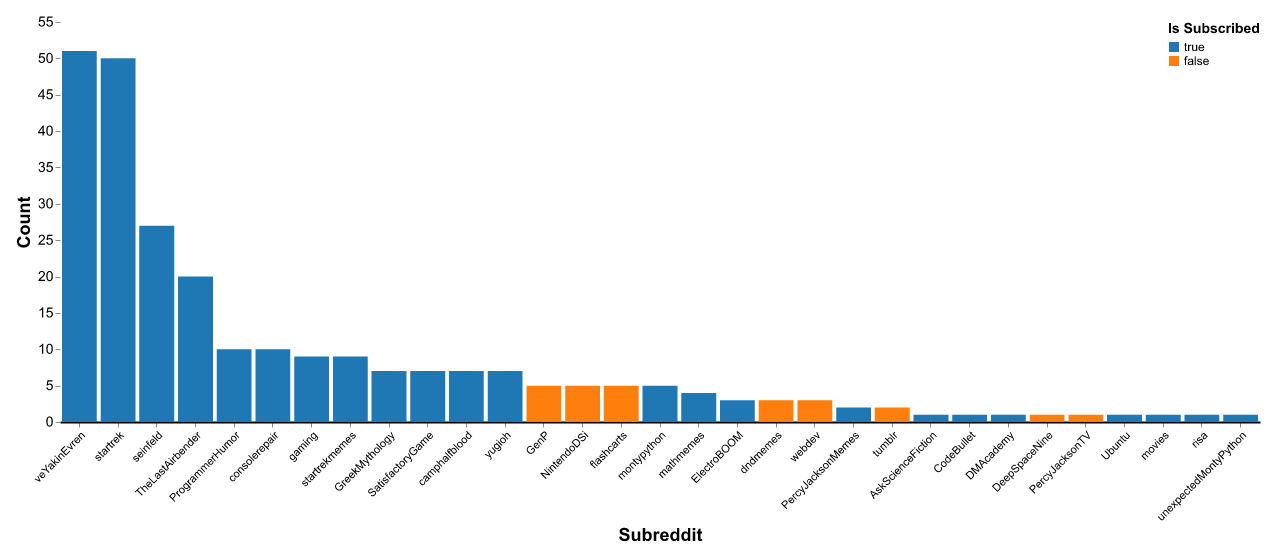 55
50
45
40
35
30
25
20
15
10
5
0
Count
Is Subscribed
true
false
veYakinEvren
startrek
seinfeld
TheLastAirbender
ProgrammerHumor
consolerepair
gaming
startrekmemes
GreekMythology
SatisfactoryGame
camphalfblood
yugioh
GenP
NintendoDSi
flashcarts
montypython
mathmemes
ElectroBOOM
dndmemes
webdev
PercyJacksonMemes
tumblr
AskScienceFiction
CodeBullet
DMAcademy
DeepSpaceNine
PercyJacksonTV
Ubuntu
movies
risa
unexpectedMontyPython
Subreddit